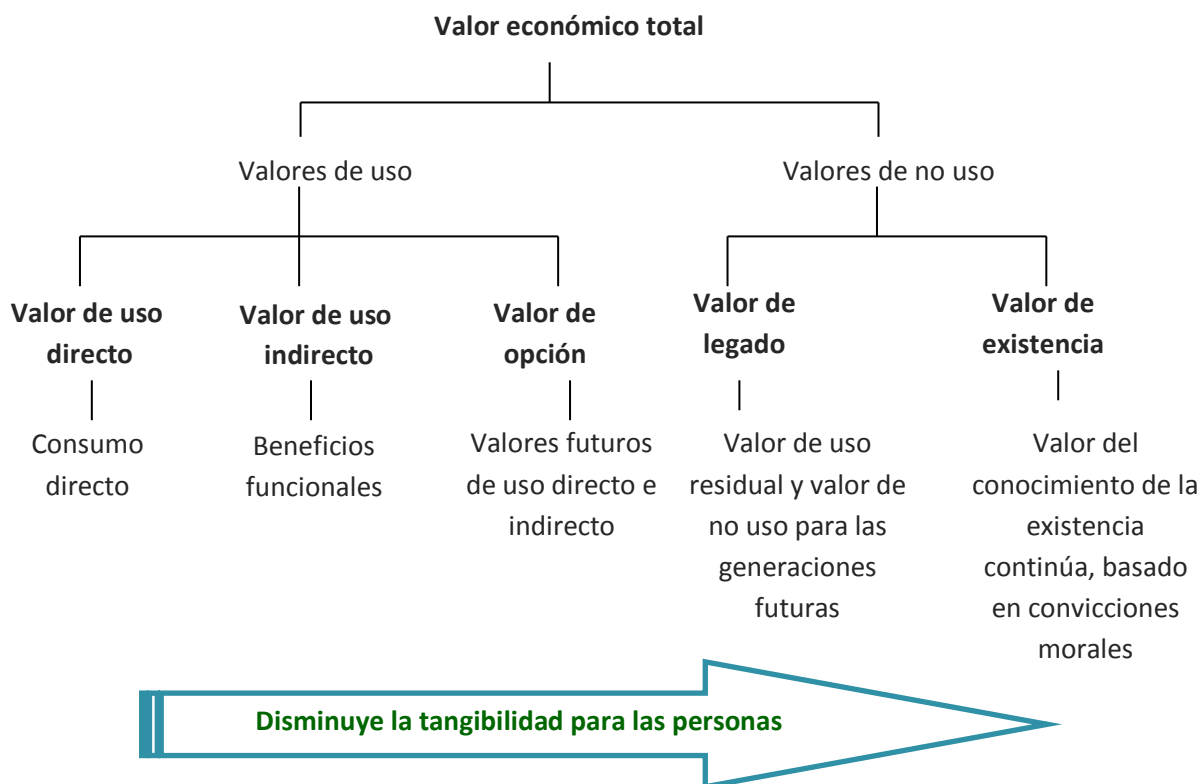 Valor económico total
Valores de uso
Valores de no uso
Valor de uso
directo
Valor de uso
indirecto
Valor de
opción
Valor de
legado
Valor de
existencia
Consumo
directo
Beneficios
funcionales
Valores futuros
de uso directo e
indirecto
Valor de uso
residual y valor de
no uso para las
generaciones
futuras
Valor del
conocimiento de la
existencia
continúa, basado
en convicciones
morales
Disminuye la tangibilidad para las personas